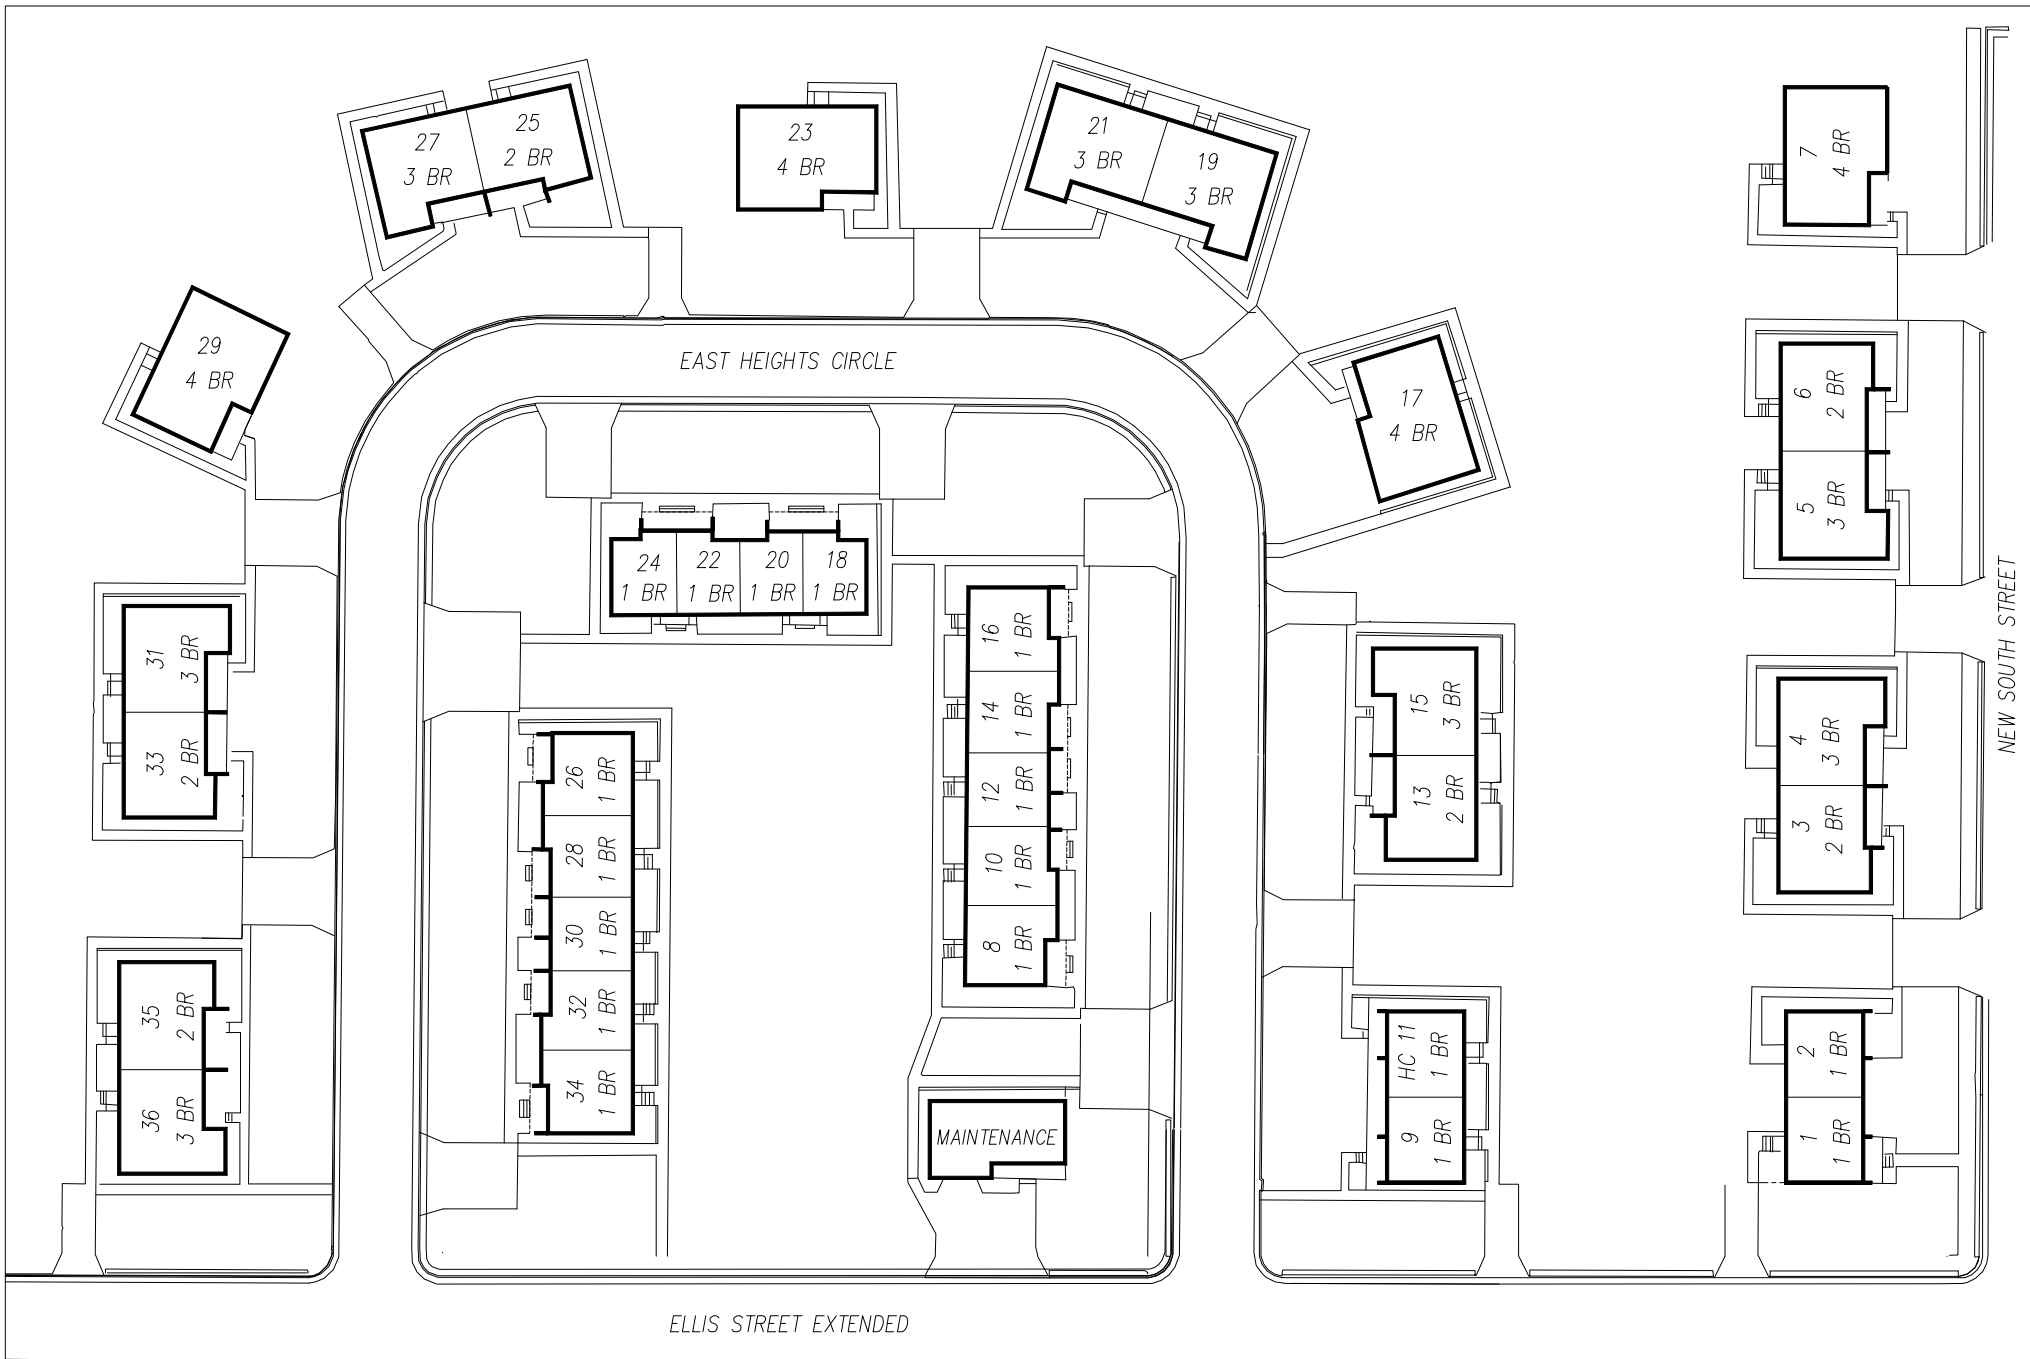 27
3 BR
25
2 BR
23
4 BR
21
3 BR
19
3 BR
7
4 BR
29
4 BR
EAST HEIGHTS CIRCLE
17
4 BR
6
2 BR
5
3 BR
24
1 BR
22
1 BR
20
1 BR
18
1 BR
NEW SOUTH STREET
31
3 BR
33
2 BR
16
1 BR
14
1 BR
12
1 BR
10
1 BR
8
1 BR
15
3 BR
13
2 BR
4
3 BR
3
2 BR
26
1 BR
28
1 BR
30
1 BR
32
1 BR
34
1 BR
35
2 BR
36
3 BR
HC 11
1 BR
9
1 BR
2
1 BR
1
1 BR
MAINTENANCE
ELLIS STREET EXTENDED